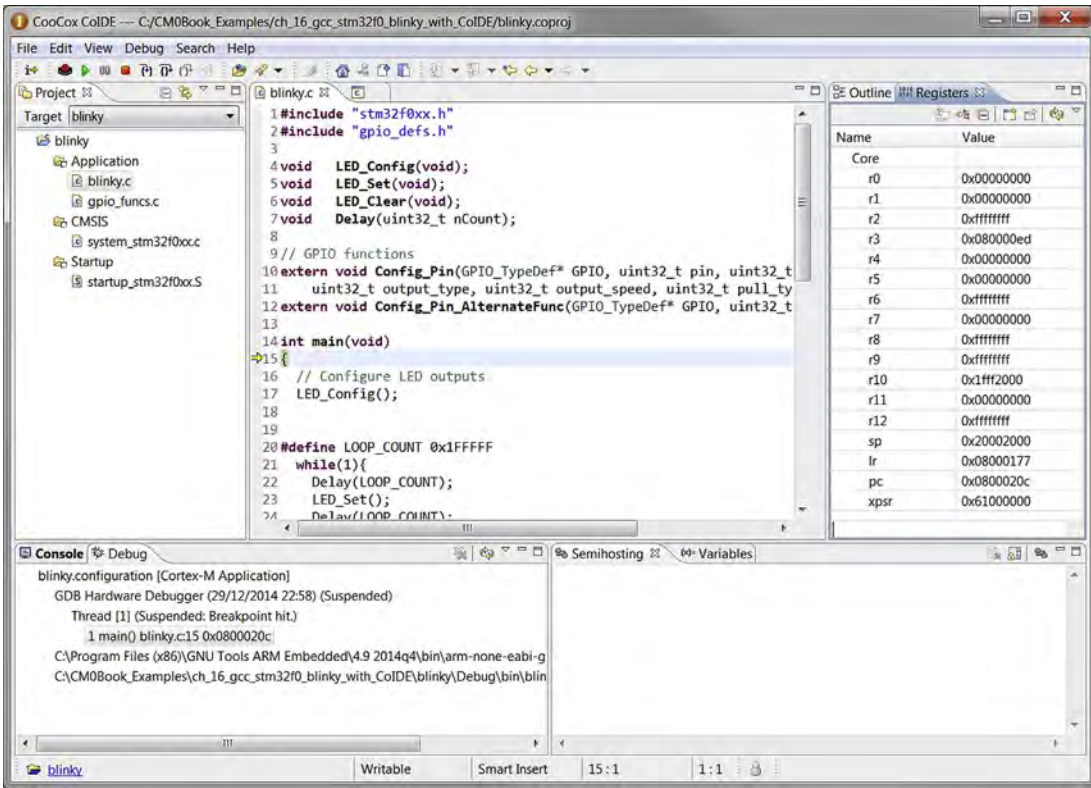 CooCox CoIDE --- C:/CM0Book_Examples/ch_16_gcc_stm32f0_blinky_with_CoIDE/blinky.coproj
File Edit View Debug Search Help
Project
Target blinky
blinky
Application
blinky.c
gpio_funcs.c
CMSIS
system_stm32f0xx.c
Startup
startup_stm32f0xx.S
blinky.c
1 #include "stm32f0xx.h"
2 #include "gpio_defs.h"
3
4 void LED_Config(void);
5 void LED_Set(void);
6 void LED_Clear(void);
7 void Delay(uint32_t nCount);
8
9 // GPIO functions
10 extern void Config_Pin(GPIO_TypeDef* GPIO, uint32_t pin, uint32_t
11 uint32_t output_type, uint32_t output_speed, uint32_t pull_ty
12 extern void Config_Pin_AlternateFunc(GPIO_TypeDef* GPIO, uint32_t
13
14 int main(void)
15 {
16 // Configure LED outputs
17 LED_Config();
18
19
20 #define LOOP_COUNT 0x1FFFFF
21 while(1){
22 Delay(LOOP_COUNT);
23 LED_Set();
24 Delay(LOOP_COUNT);
Outline Registers
Name Value
Core
r0 0x00000000
r1 0x00000000
r2 0xffffffff
r3 0x080000ed
r4 0x00000000
r5 0x00000000
r6 0xffffffff
r7 0x00000000
r8 0xffffffff
r9 0xffffffff
r10 0x1fff2000
r11 0x00000000
r12 0xffffffff
sp 0x20002000
lr 0x08000177
pc 0x0800020c
xpsr 0x61000000
Console Debug
blinky.configuration [Cortex-M Application]
GDB Hardware Debugger (29/12/2014 22:58) (Suspended)
Thread [1] (Suspended: Breakpoint hit.)
1 main() blinky.c:15 0x0800020c
C:\Program Files (x86)\GNU Tools ARM Embedded\4.9 2014q4\bin\arm-none-eabi-g
C:\CM0Book_Examples\ch_16_gcc_stm32f0_blinky_with_CoIDE\blinky\Debug\bin\blin
Semihosting Variables
blinky Writable Smart Insert 15 : 1 1 : 1